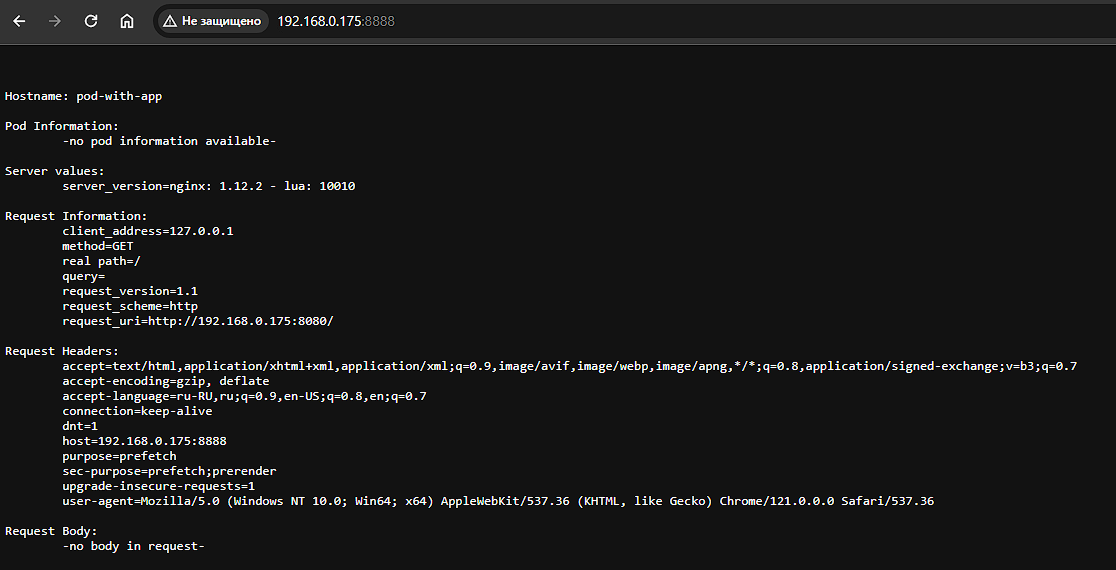 Не защищено 192.168.0.175:8888
Hostname: pod-with-app
Pod Information:
-no pod information available-
Server values:
server_version=nginx: 1.12.2 - lua: 10010
Request Information:
client_address=127.0.0.1
method=GET
real path=/
query=
request_version=1.1
request_scheme=http
request_uri=http://192.168.0.175:8080/
Request Headers:
accept=text/html,application/xhtml+xml,application/xml;q=0.9,image/avif,image/webp,image/apng,*/*;q=0.8,application/signed-exchange;v=b3;q=0.7
accept-encoding=gzip, deflate
accept-language=ru-RU,ru;q=0.9,en-US;q=0.8,en;q=0.7
connection=keep-alive
dnt=1
host=192.168.0.175:8888
purpose=prefetch
sec-purpose=prefetch;prerender
upgrade-insecure-requests=1
user-agent=Mozilla/5.0 (Windows NT 10.0; Win64; x64) AppleWebKit/537.36 (KHTML, like Gecko) Chrome/121.0.0.0 Safari/537.36
Request Body:
-no body in request-